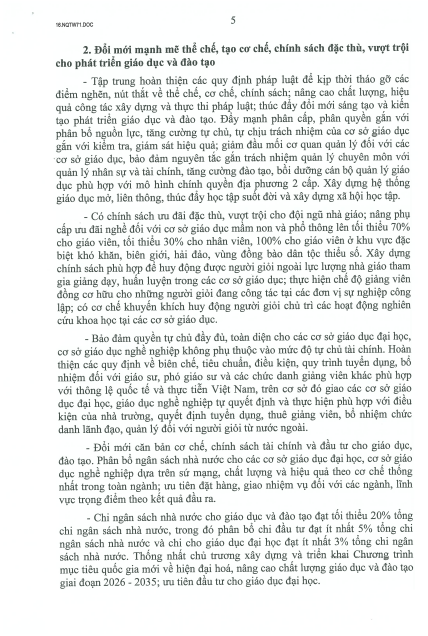 16.NQTW71.DOC
5
2. Đổi mới mạnh mẽ thể chế, tạo cơ chế, chính sách đặc thù, vượt trội
cho phát triển giáo dục và đào tạo
- Tập trung hoàn thiện các quy định pháp luật để kịp thời tháo gỡ các
điểm nghẽn, nút thắt về thể chế, cơ chế, chính sách; nâng cao chất lượng, hiệu
quả công tác xây dựng và thực thi pháp luật; thúc đẩy đổi mới sáng tạo và kiến
tạo phát triển giáo dục và đào tạo. Đẩy mạnh phân cấp, phân quyền gắn với
phân bổ nguồn lực, tăng cường tự chủ, tự chịu trách nhiệm của cơ sở giáo dục
gắn với kiểm tra, giám sát hiệu quả; giảm đầu mối cơ quan quản lý đối với các
cơ sở giáo dục, bảo đảm nguyên tắc gắn trách nhiệm quản lý chuyên môn với
quản lý nhân sự và tài chính, tăng cường đào tạo, bồi dưỡng cán bộ quản lý giáo
dục phù hợp với mô hình chính quyền địa phương 2 cấp. Xây dựng hệ thống
giáo dục mở, liên thông, thúc đẩy học tập suốt đời và xây dựng xã hội học tập.
- Có chính sách ưu đãi đặc thù, vượt trội cho đội ngũ nhà giáo; nâng phụ
cấp ưu đãi nghề đối với cơ sở giáo dục mầm non và phổ thông lên tối thiểu 70%
cho giáo viên, tối thiểu 30% cho nhân viên, 100% cho giáo viên ở khu vực đặc
biệt khó khăn, biên giới, hải đảo, vùng đồng bào dân tộc thiểu số. Xây dựng
chính sách phù hợp để huy động được người giỏi ngoài lực lượng nhà giáo tham
gia giảng dạy, huấn luyện trong các cơ sở giáo dục; thực hiện chế độ giảng viên
đồng cơ hữu cho những người giỏi đang công tác tại các đơn vị sự nghiệp công
lập; có cơ chế khuyến khích huy động người giỏi chủ trì các hoạt động nghiên
cứu khoa học tại các cơ sở giáo dục.
- Bảo đảm quyền tự chủ đầy đủ, toàn diện cho các cơ sở giáo dục đại học,
cơ sở giáo dục nghề nghiệp không phụ thuộc vào mức độ tự chủ tài chính. Hoàn
thiện các quy định về biên chế, tiêu chuẩn, điều kiện, quy trình tuyển dụng, bổ
nhiệm đối với giáo sư, phó giáo sư và các chức danh giảng viên khác phù hợp
với thông lệ quốc tế và thực tiễn Việt Nam, trên cơ sở đó giao các cơ sở giáo
dục đại học, giáo dục nghề nghiệp tự quyết định và thực hiện phù hợp với điều
kiện của nhà trường, quyết định tuyển dụng, thuê giảng viên, bổ nhiệm chức
danh lãnh đạo, quản lý đối với người giỏi từ nước ngoài.
- Đổi mới căn bản cơ chế, chính sách tài chính và đầu tư cho giáo dục,
đào tạo. Phân bổ ngân sách nhà nước cho các cơ sở giáo dục đại học, cơ sở giáo
dục nghề nghiệp dựa trên sứ mạng, chất lượng và hiệu quả theo cơ chế thống
nhất trong toàn ngành; ưu tiên đặt hàng, giao nhiệm vụ đối với các ngành, lĩnh
vực trọng điểm theo kết quả đầu ra.
- Chi ngân sách nhà nước cho giáo dục và đào tạo đạt tối thiểu 20% tổng
chi ngân sách nhà nước, trong đó phân bổ chi đầu tư đạt ít nhất 5% tổng chi
ngân sách nhà nước và chi cho giáo dục đại học đạt ít nhất 3% tổng chi ngân
sách nhà nước. Thống nhất chủ trương xây dựng và triển khai Chương trình
mục tiêu quốc gia mới về hiện đại hoá, nâng cao chất lượng giáo dục và đào tạo
giai đoạn 2026 - 2035; ưu tiên đầu tư cho giáo dục đại học.